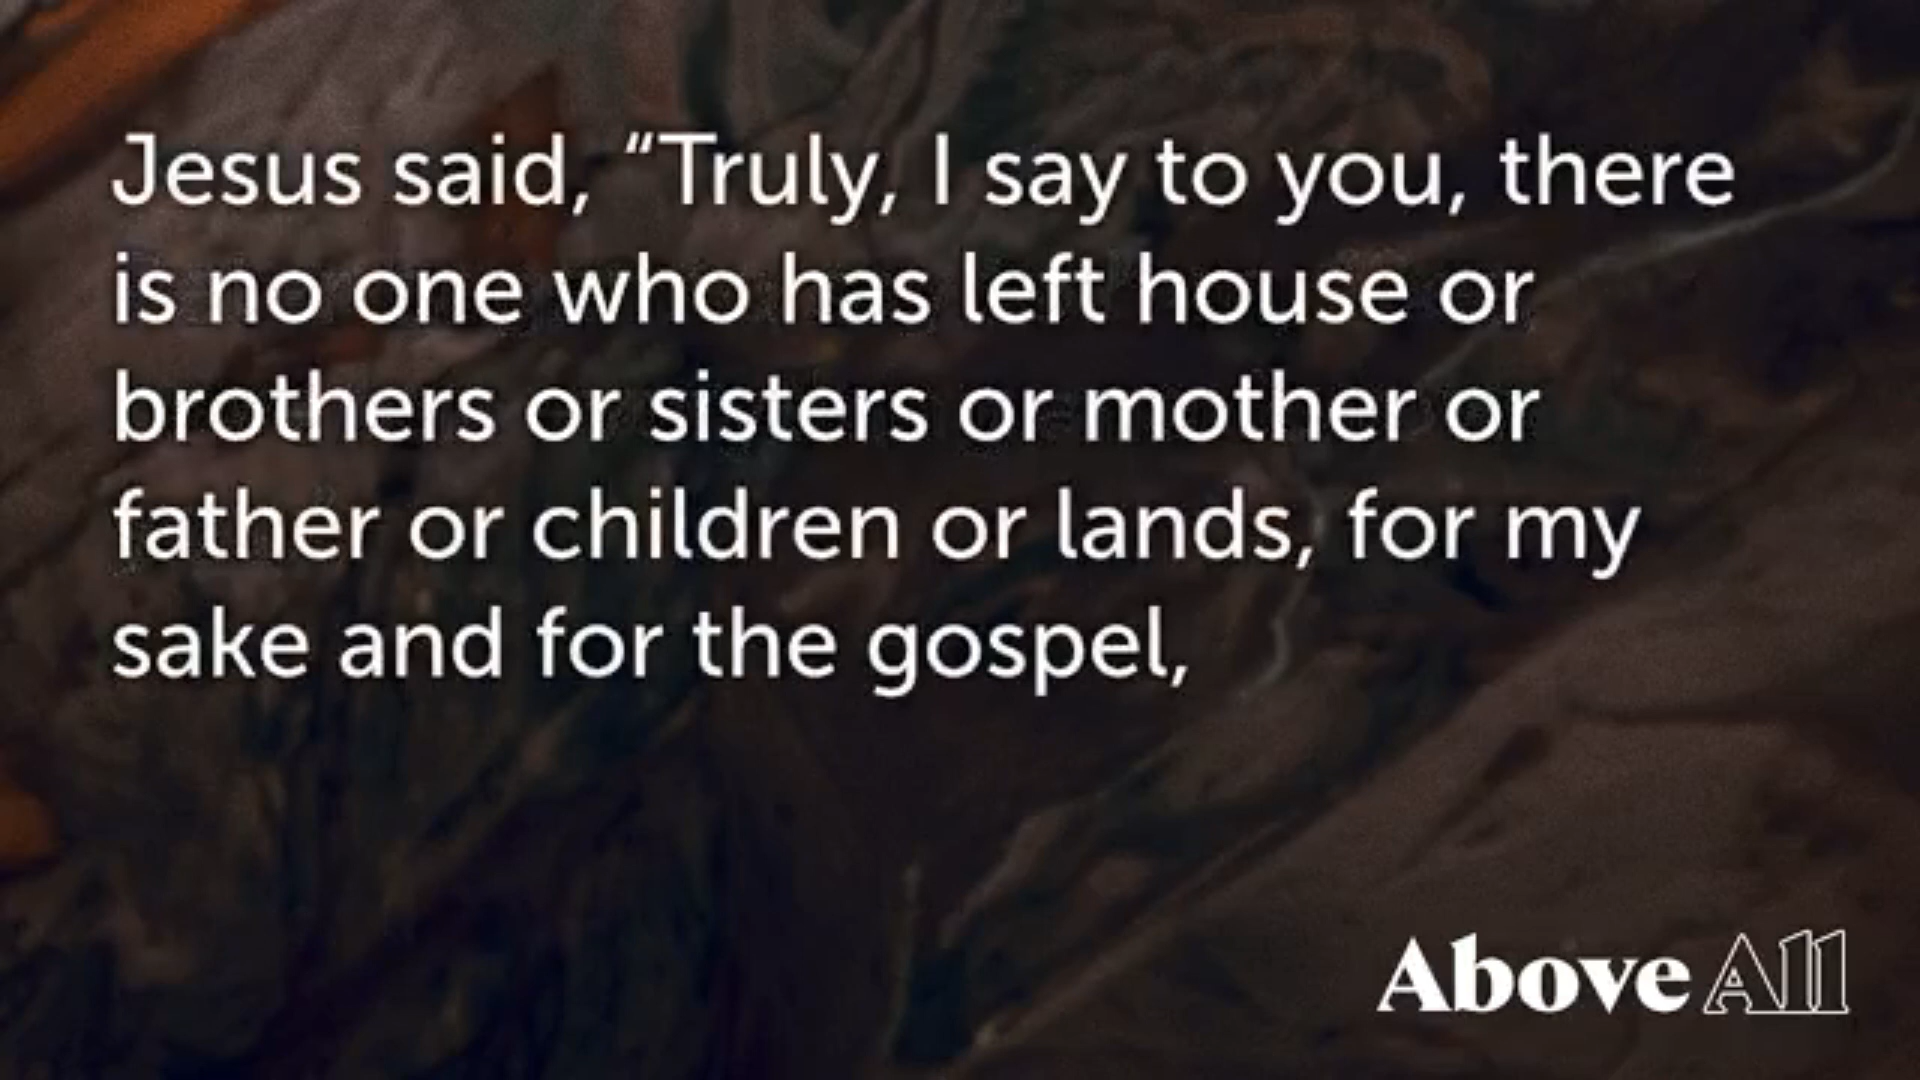 Jesus said, “Truly, I say to you, there
is no one who has left house or
brothers or sisters or mother or
father or children or lands, for my
sake and for the gospel,
Above All